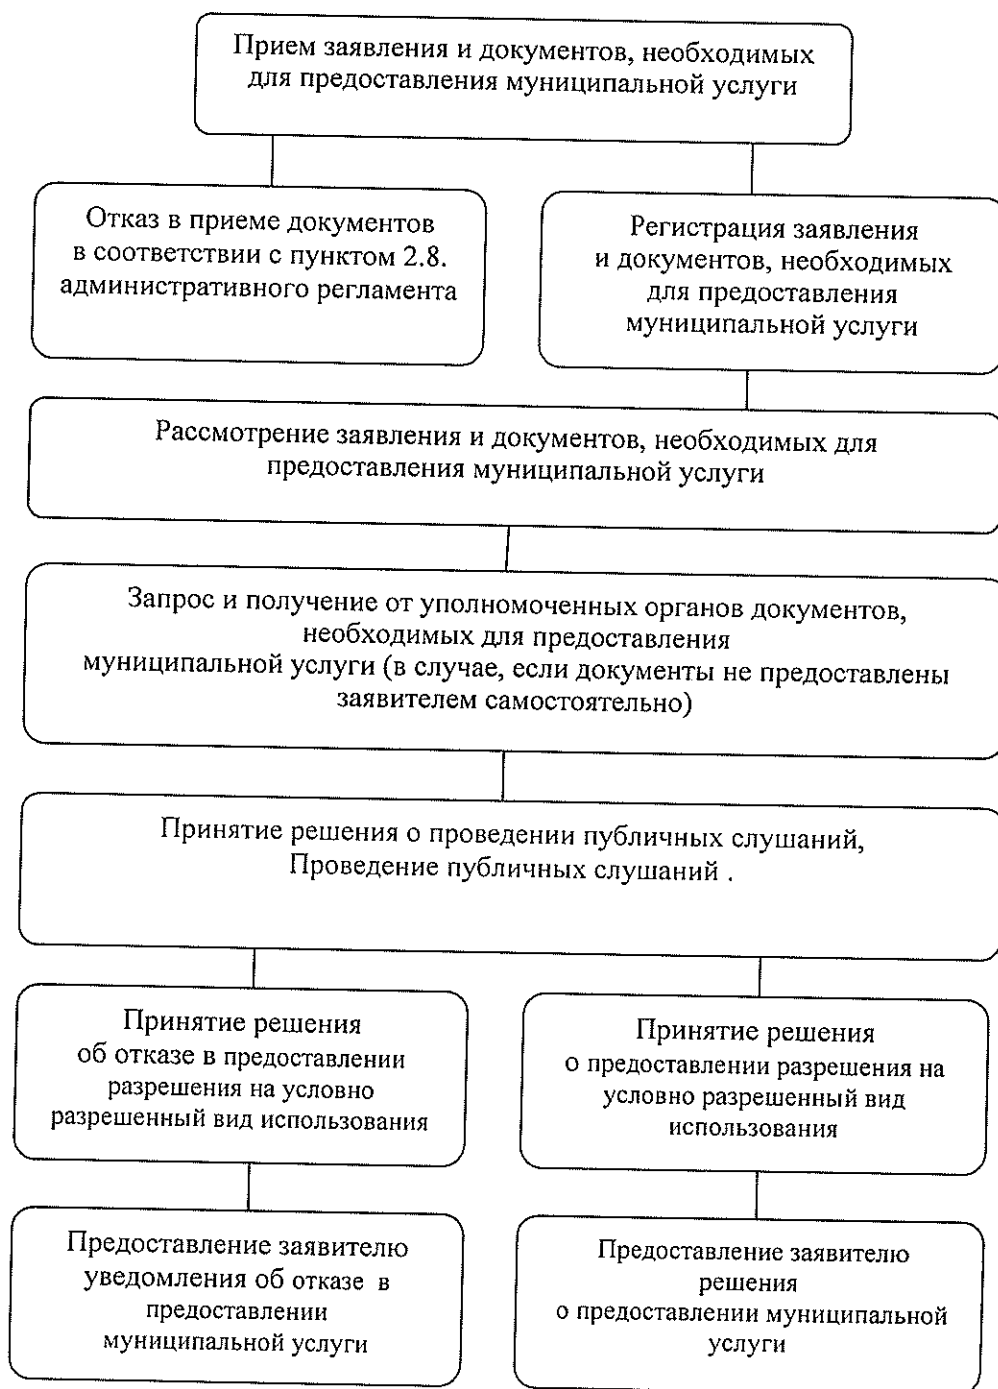 Прием заявления и документов, необходимых
для предоставления муниципальной услуги
Отказ в приеме документов
в соответствии с пунктом 2.8.
административного регламента
Регистрация заявления
и документов, необходимых
для предоставления
муниципальной услуги
Рассмотрение заявления и документов, необходимых для
предоставления муниципальной услуги
Запрос и получение от уполномоченных органов документов,
необходимых для предоставления
муниципальной услуги (в случае, если документы не предоставлены
заявителем самостоятельно)
Принятие решения о проведении публичных слушаний,
Проведение публичных слушаний .
Принятие решения
об отказе в предоставлении
разрешения на условно
разрешенный вид использования
Принятие решения
о предоставлении разрешения на
условно разрешенный вид
использования
Предоставление заявителю
уведомления об отказе в
предоставлении
муниципальной услуги
Предоставление заявителю
решения
о предоставлении муниципальной
услуги